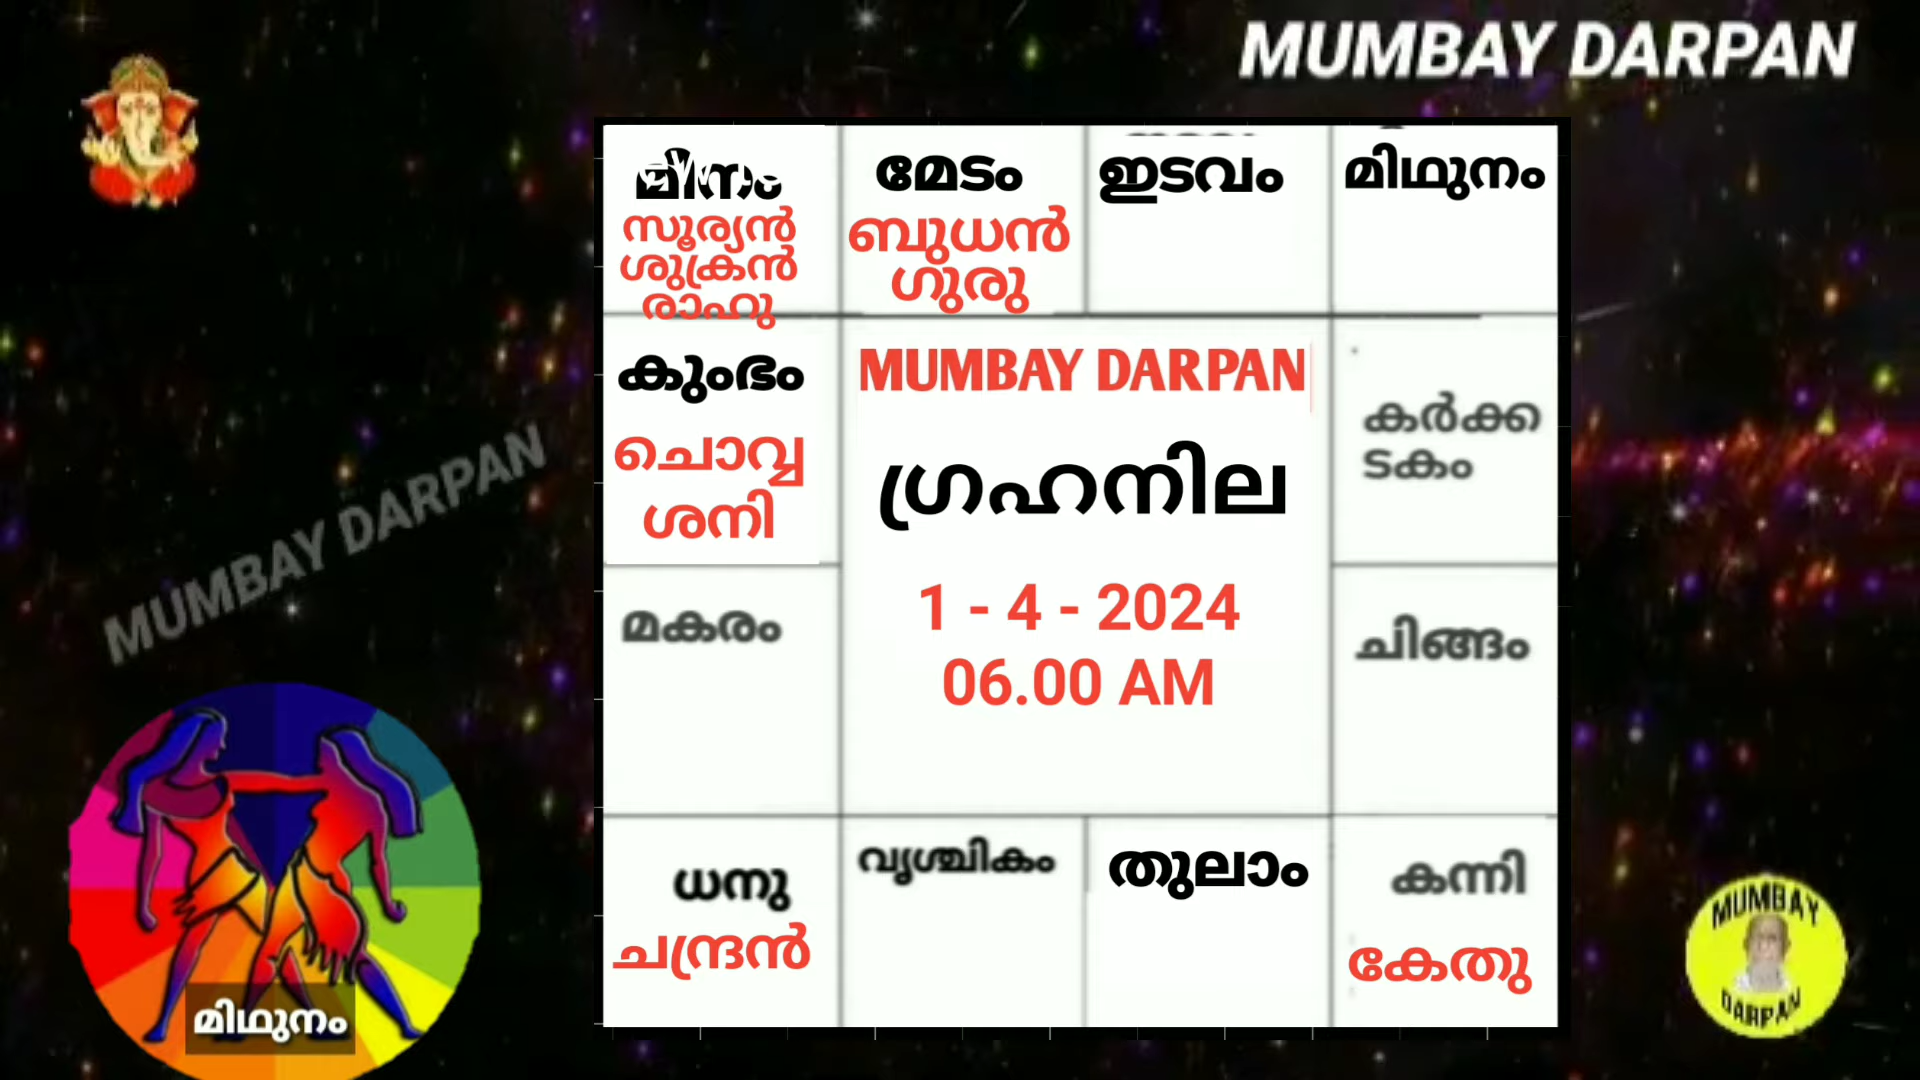 MUMBAY DARPAN
മീനം
സൂര്യൻ
ശുക്രൻ
രാഹു
മേടം
ബുധൻ
ഗുരു
ഇടവം
മിഥുനം
കുംഭം
ചൊവ്വ
ശനി
MUMBAY DARPAN
ഗ്രഹനില
1 - 4 - 2024
06.00 AM
കർക്ക
ടകം
MUMBAY DARPAN
മകരം
ചിങ്ങം
ധനു
ചന്ദ്രൻ
വൃശ്ചികം
തുലാം
കന്നി
കേതു
മിഥുനം
MUMBAY
DARPAN